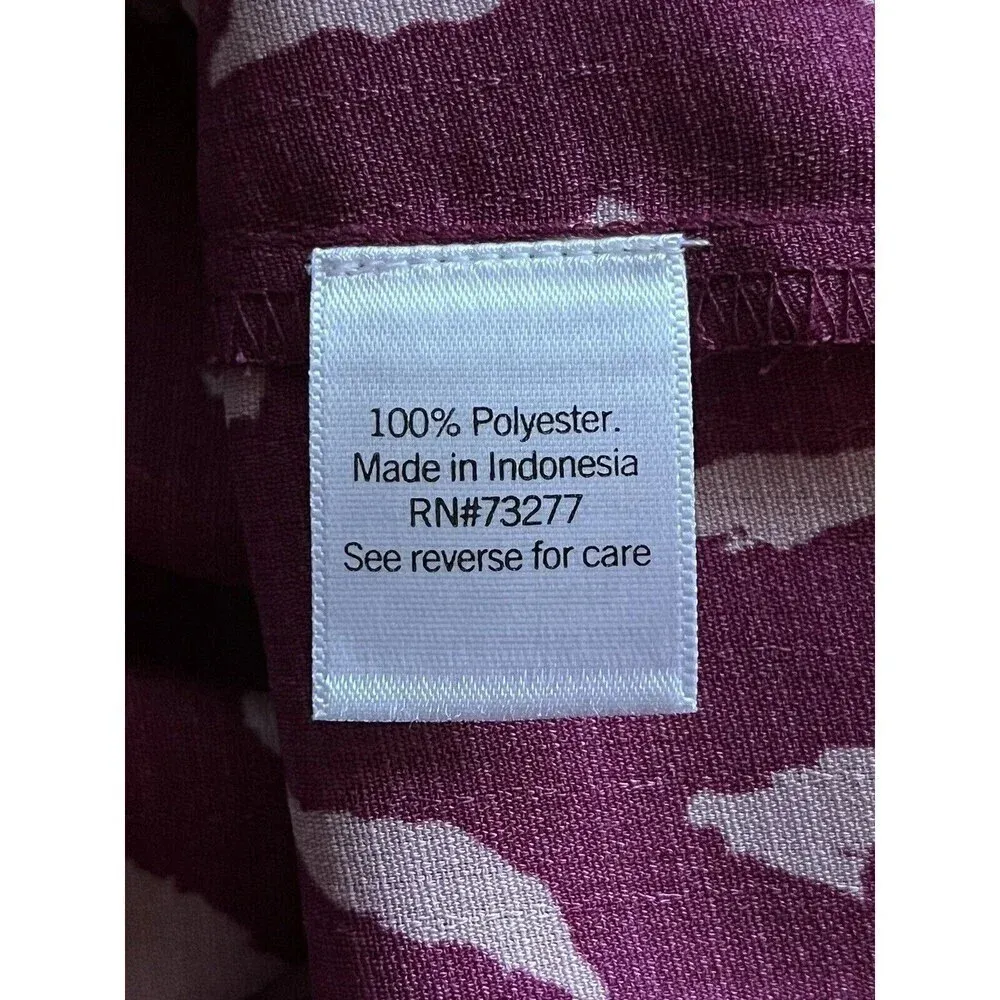 100% Polyester.
Made in Indonesia
RN#73277
See reverse for care